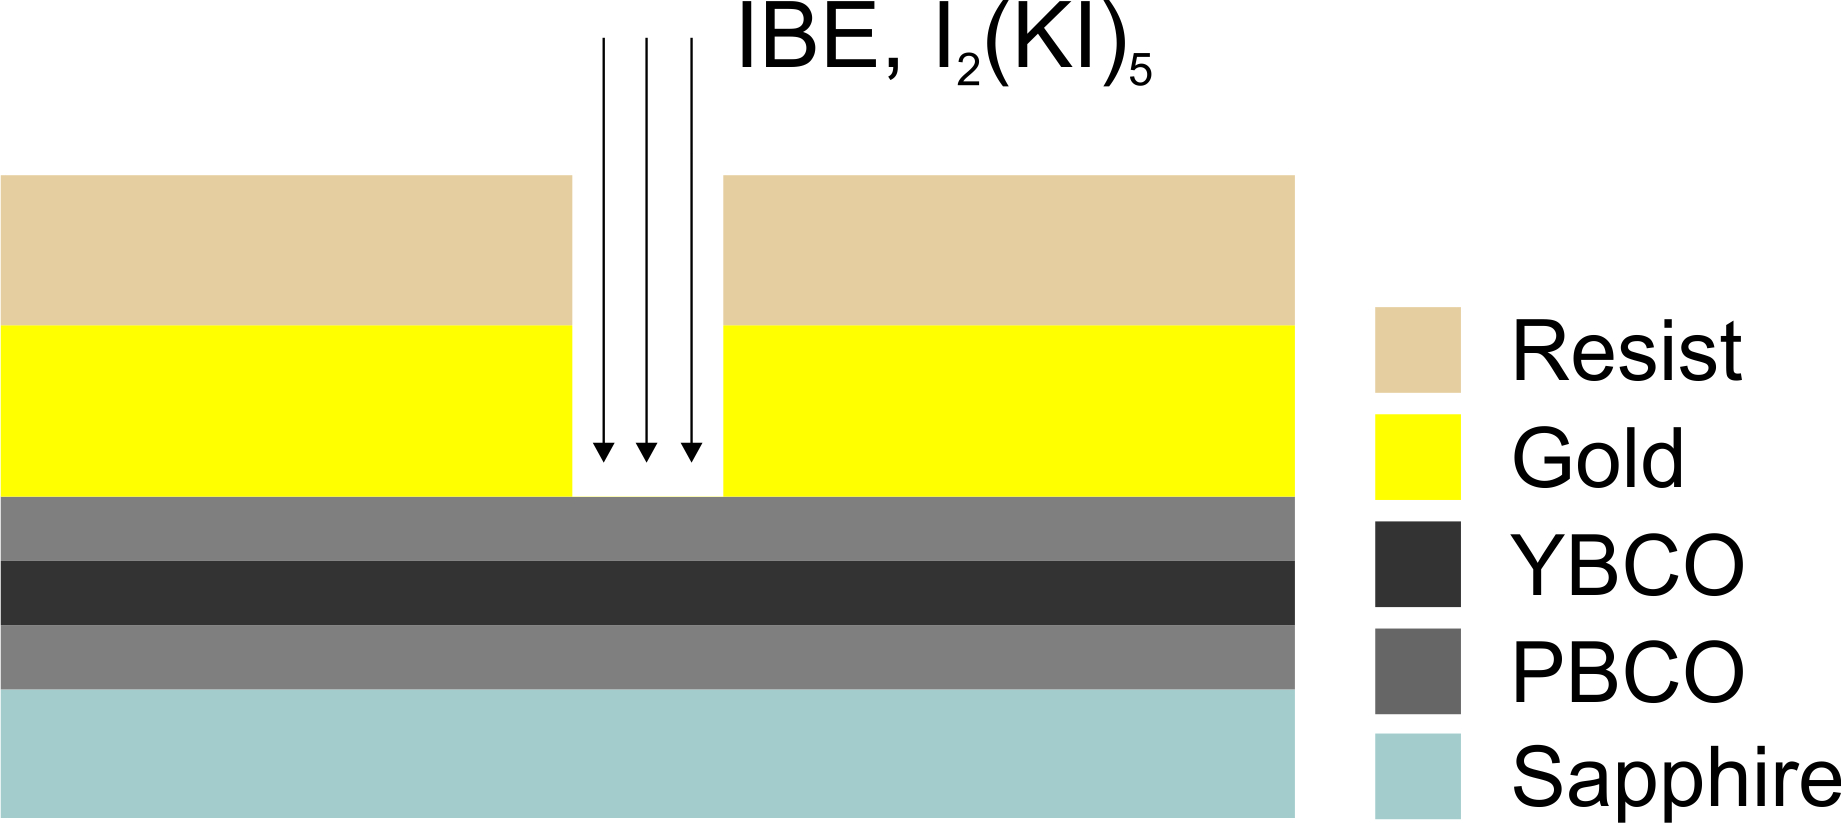 IBE, I₂(KI)₅
Resist
Gold
YBCO
PBCO
Sapphire